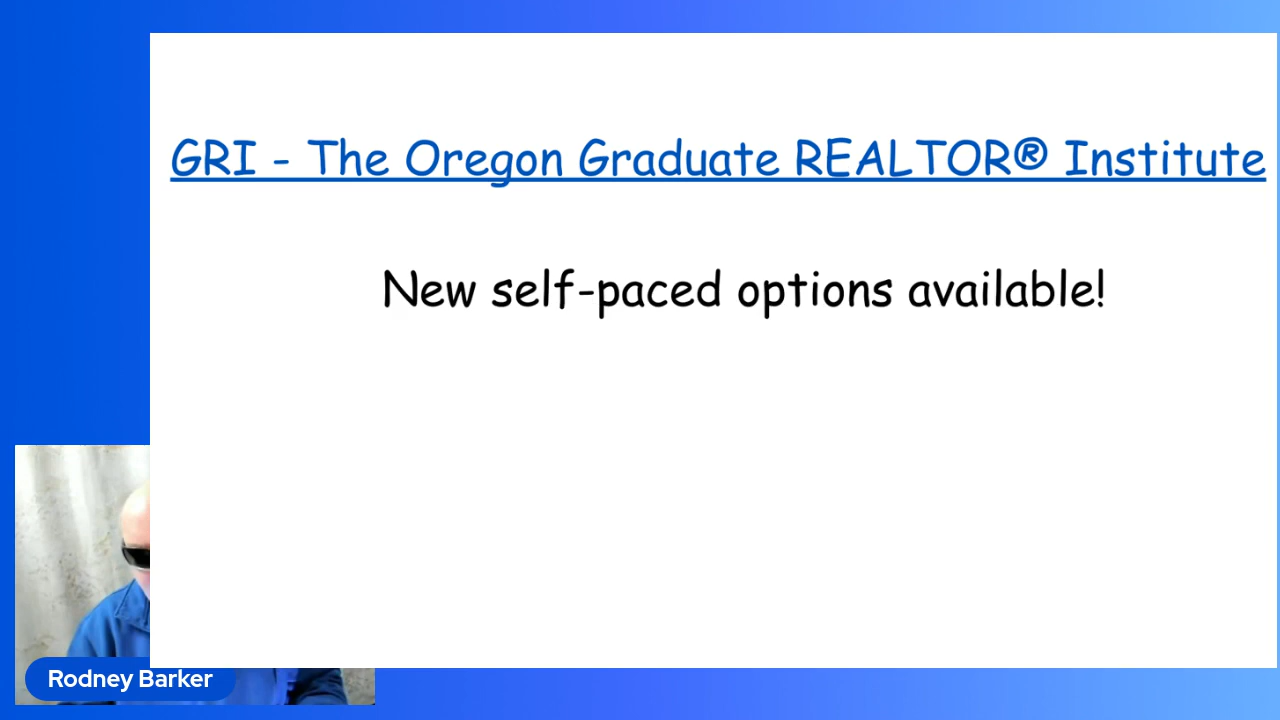 GRI - The Oregon Graduate REALTOR® Institute
New self-paced options available!
Rodney Barker